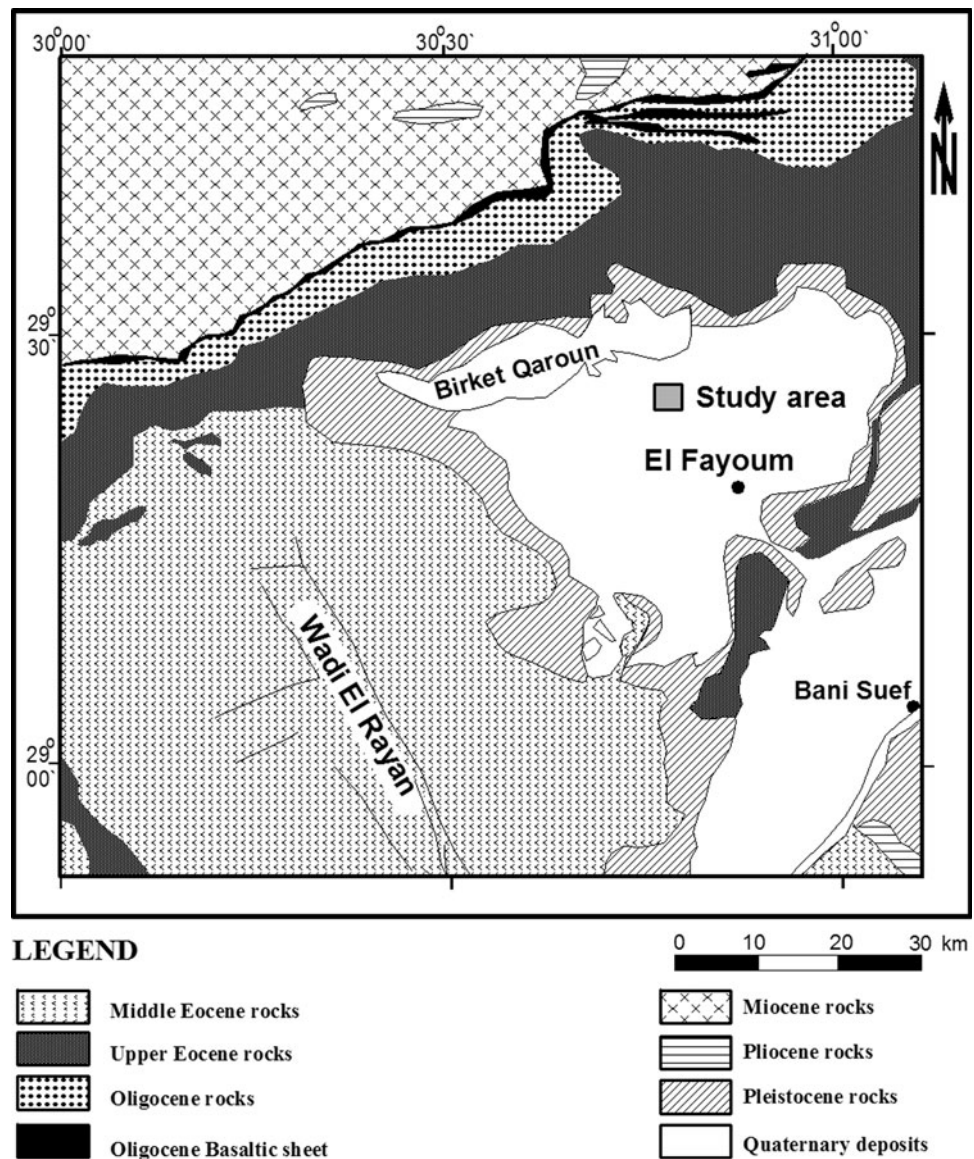 30°00` 30°30` 31°00`
N
29°
30`
Birket Qaroun
Study area
El Fayoum
Wadi El Rayan
Bani Suef
29°
00`
LEGEND
0 10 20 30 km
Middle Eocene rocks
Upper Eocene rocks
Oligocene rocks
Oligocene Basaltic sheet
Miocene rocks
Pliocene rocks
Pleistocene rocks
Quaternary deposits